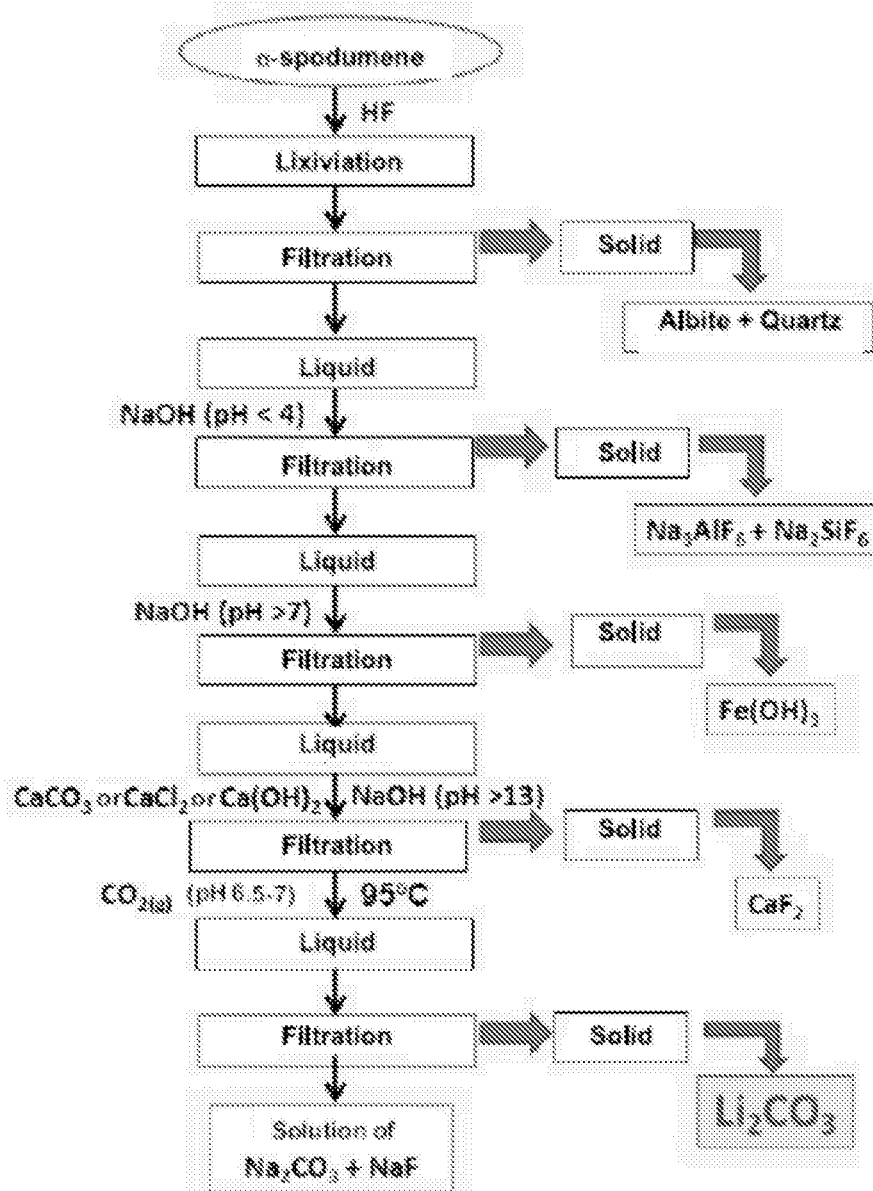 α-spodumene
HF
Lixiviation
Filtration
Solid
Albite + Quartz
Liquid
NaOH (pH < 4)
Filtration
Solid
Na₃AlF₆ + Na₂SiF₆
Liquid
NaOH (pH >7)
Filtration
Solid
Fe(OH)₃
Liquid
CaCO₃ or CaCl₂ or Ca(OH)₂ NaOH (pH >13)
Filtration
Solid
CaF₂
CO₂₍g₎ (pH 6.5-7) 95°C
Liquid
Filtration
Solid
Li₂CO₃
Solution of
Na₂CO₃ + NaF